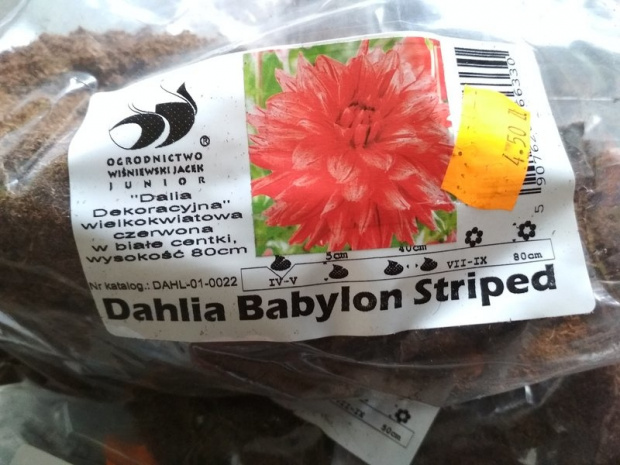 OGRODNICTWO
WIŚNIEWSKI JACEK
JUNIOR
®
"Dalia
Dekoracyjna"
wielkokwiatowa
czerwona
w białe centki,
wysokość 80cm
Nr katalog.: DAHL-01-0022
4.50 zł
5cm
40cm
IV-V
VII-IX
80cm
Dahlia Babylon Striped